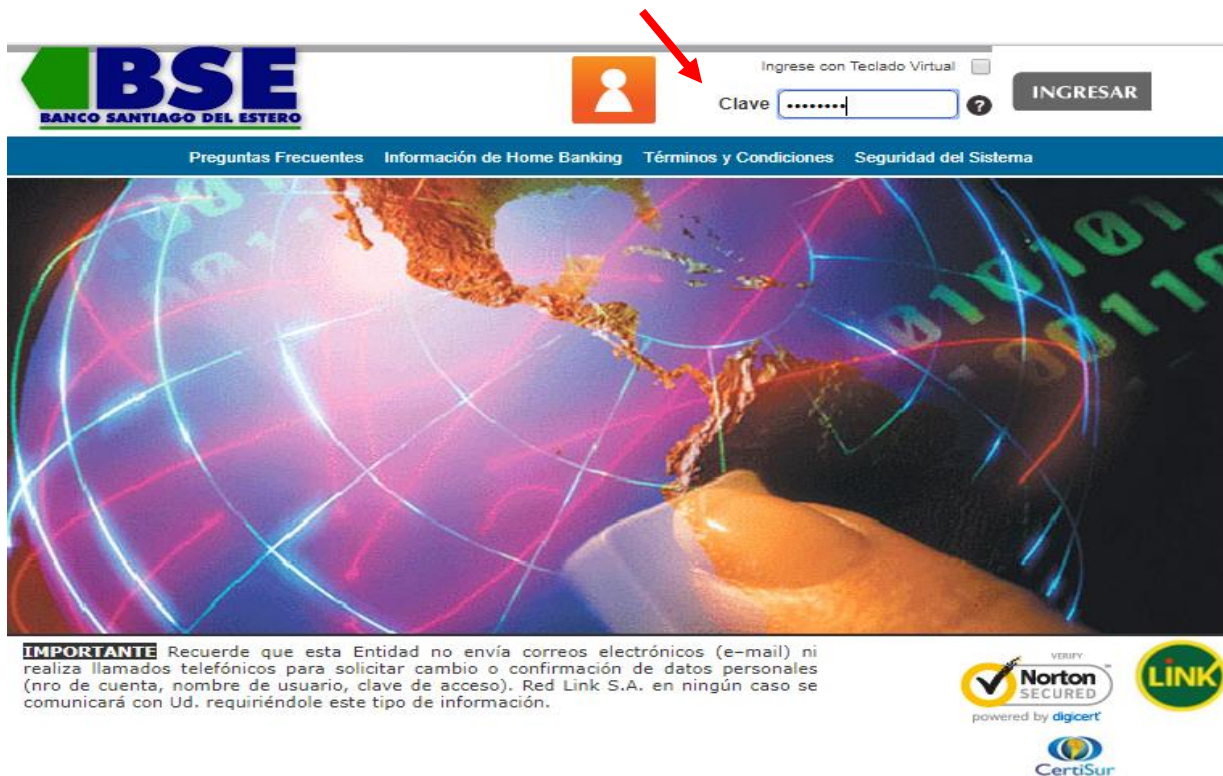 BSE
BANCO SANTIAGO DEL ESTERO
Ingrese con Teclado Virtual
Clave ········
?
INGRESAR
Preguntas Frecuentes Información de Home Banking Términos y Condiciones Seguridad del Sistema
010101
00110
IMPORTANTE Recuerde que esta Entidad no envía correos electrónicos (e-mail) ni
realiza llamados telefónicos para solicitar cambio o confirmación de datos personales
(nro de cuenta, nombre de usuario, clave de acceso). Red Link S.A. en ningún caso se
comunicará con Ud. requiriéndole este tipo de información.
VERIFY
Norton
SECURED
powered by digicert
LINK
CertiSur